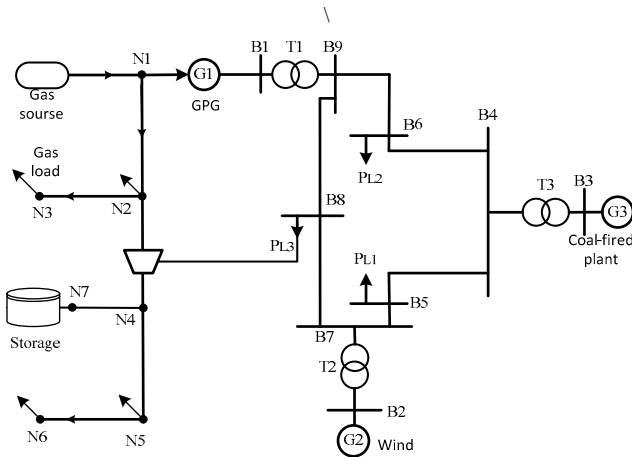 \
N1
G1
B1
T1
B9
Gas
sourse
GPG
B6
B4
PL2
Gas
load
N3
N2
B8
T3
B3
G3
PL3
Coal-fired
plant
PL1
N7
N4
B5
Storage
B7
T2
B2
N6
N5
G2
Wind